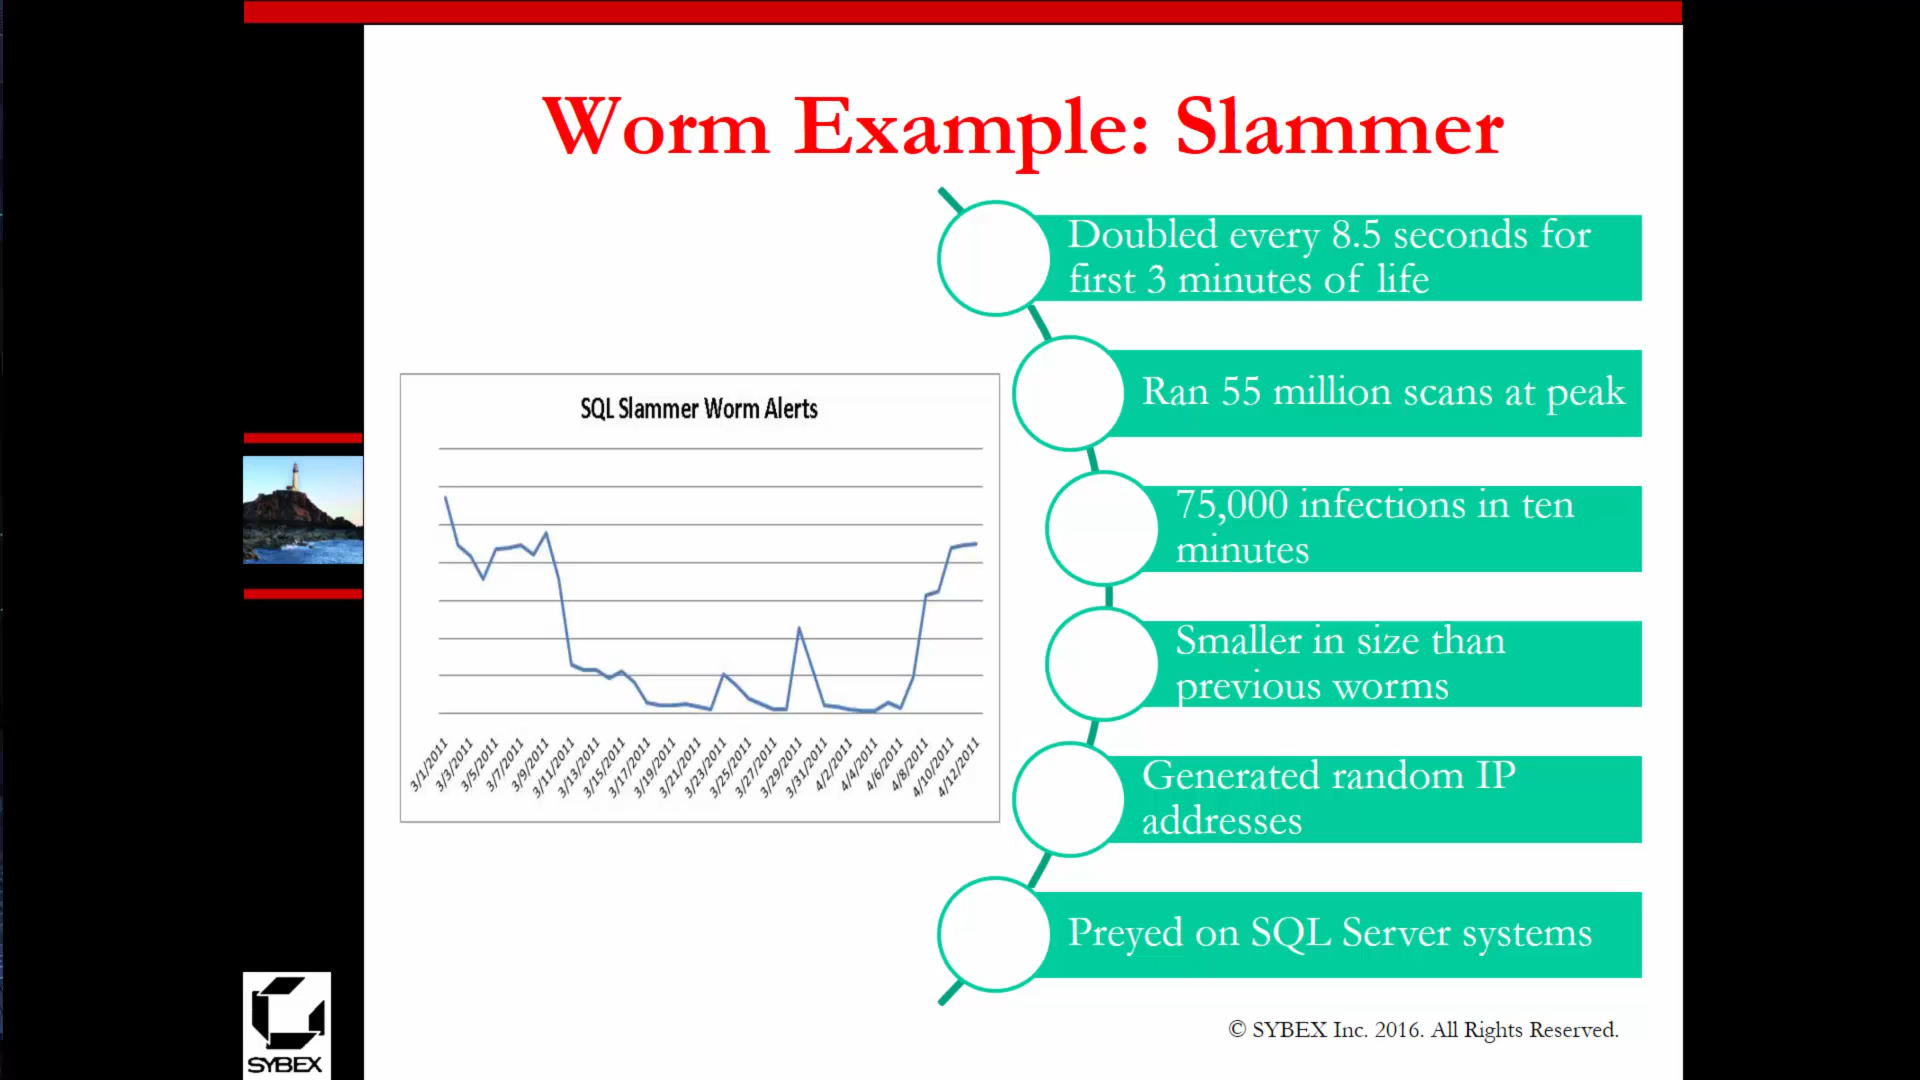 Worm Example: Slammer
Doubled every 8.5 seconds for
first 3 minutes of life
Ran 55 million scans at peak
75,000 infections in ten
minutes
Smaller in size than
previous worms
Generated random IP
addresses
Preyed on SQL Server systems
SQL Slammer Worm Alerts
3/1/2011
3/3/2011
3/5/2011
3/7/2011
3/9/2011
3/11/2011
3/13/2011
3/15/2011
3/17/2011
3/19/2011
3/21/2011
3/23/2011
3/25/2011
3/27/2011
3/29/2011
3/31/2011
4/2/2011
4/4/2011
4/6/2011
4/8/2011
4/10/2011
4/12/2011
© SYBEX Inc. 2016. All Rights Reserved.
SYBEX